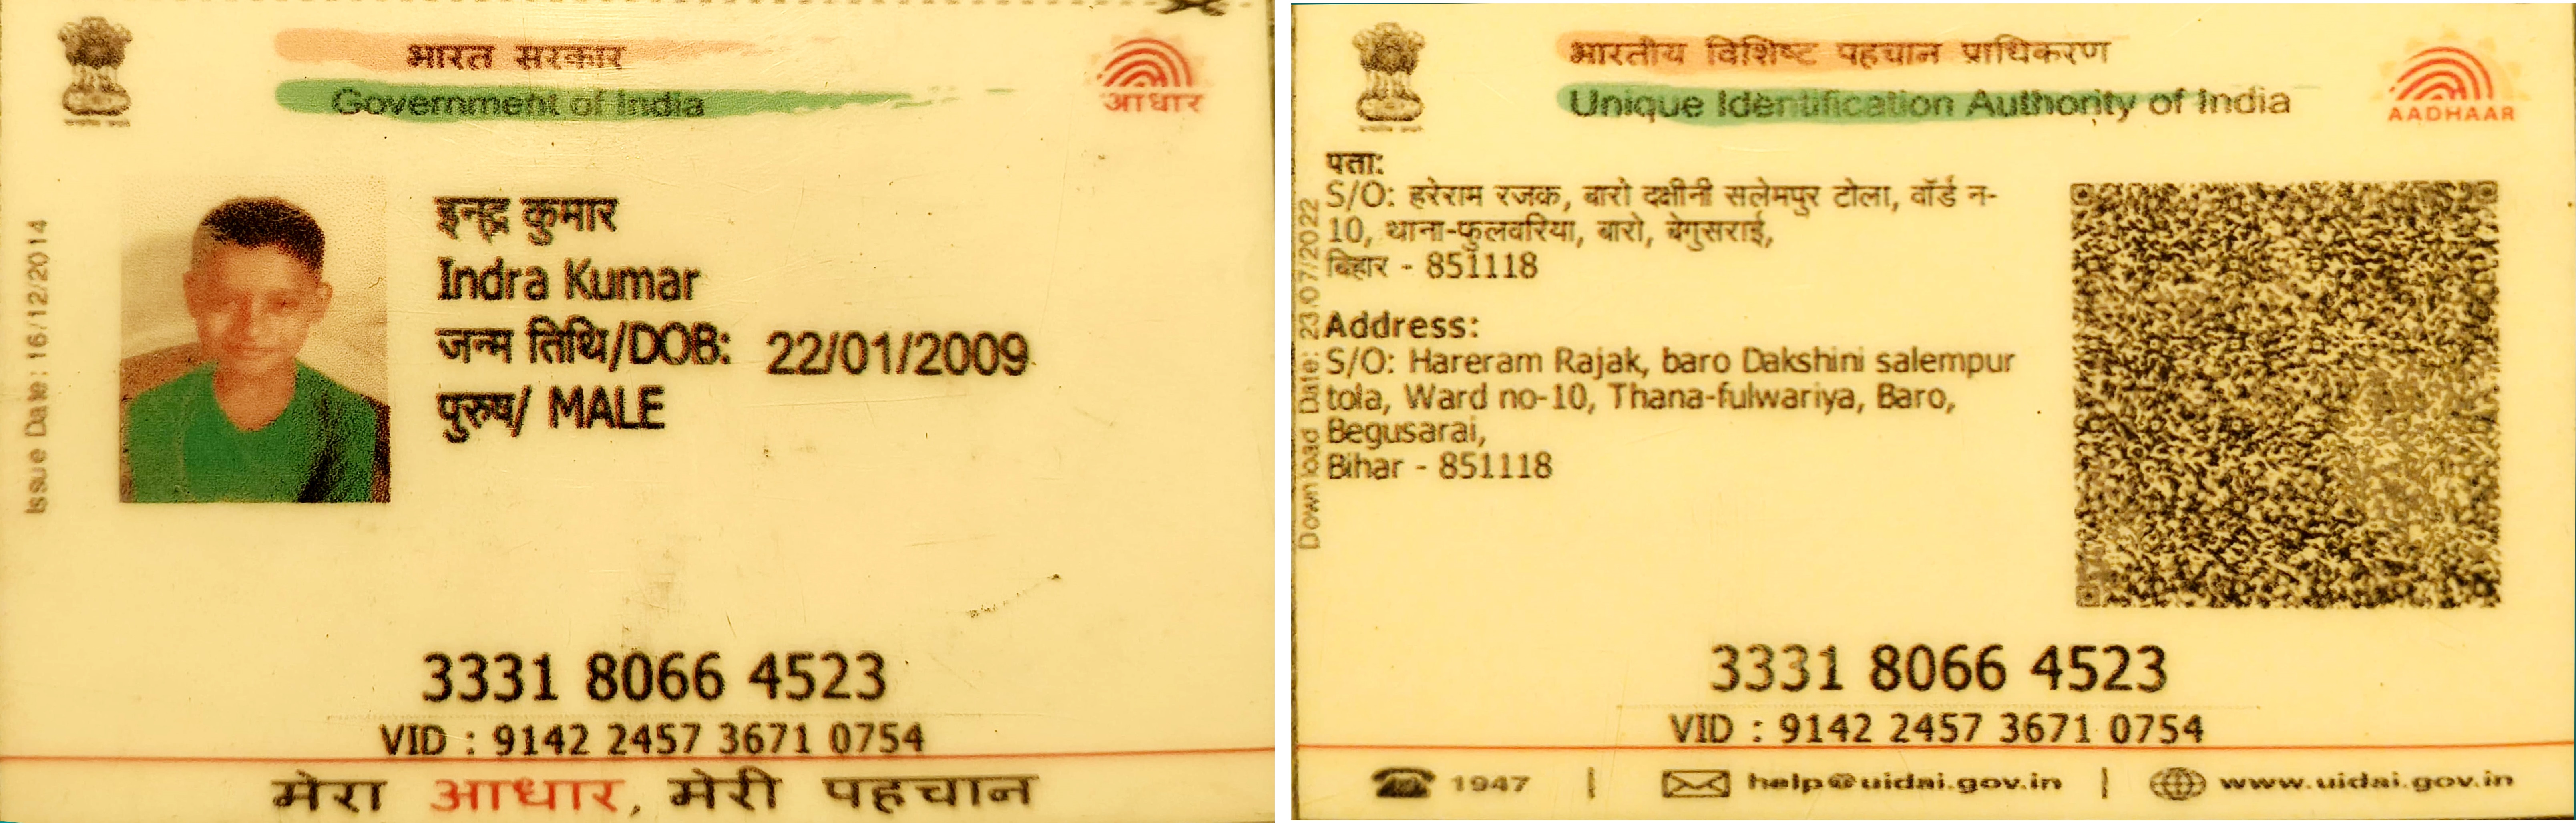 भारत सरकार
Government of India
आधार
Issue Date: 16/12/2014
इन्द्र कुमार
Indra Kumar
जन्म तिथि/DOB: 22/01/2009
पुरुष/ MALE
3331 8066 4523
VID : 9142 2457 3671 0754
मेरा आधार, मेरी पहचान
भारतीय विशिष्ट पहचान प्राधिकरण
Unique Identification Authority of India
AADHAAR
Download Date: 23/07/2022
पता:
S/O: हरेराम रजक, बारो दक्षीनी सलेमपुर टोला, वॉर्ड न-
10, थाना-फुलवरिया, बारो, बेगुसराई,
बिहार - 851118
Address:
S/O: Hareram Rajak, baro Dakshini salempur
tola, Ward no-10, Thana-fulwariya, Baro,
Begusarai,
Bihar - 851118
3331 8066 4523
VID : 9142 2457 3671 0754
1947 | help@uidai.gov.in | www.uidai.gov.in